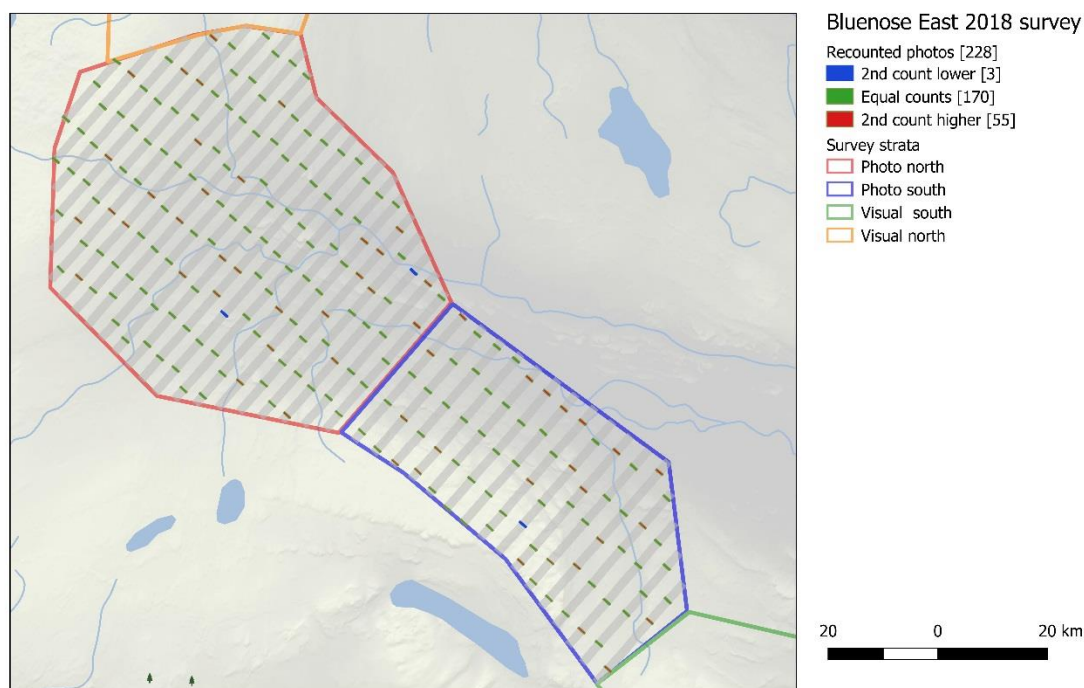 Bluenose East 2018 survey
Recounted photos [228]
2nd count lower [3]
Equal counts [170]
2nd count higher [55]
Survey strata
Photo north
Photo south
Visual  south
Visual north
20 0 20 km